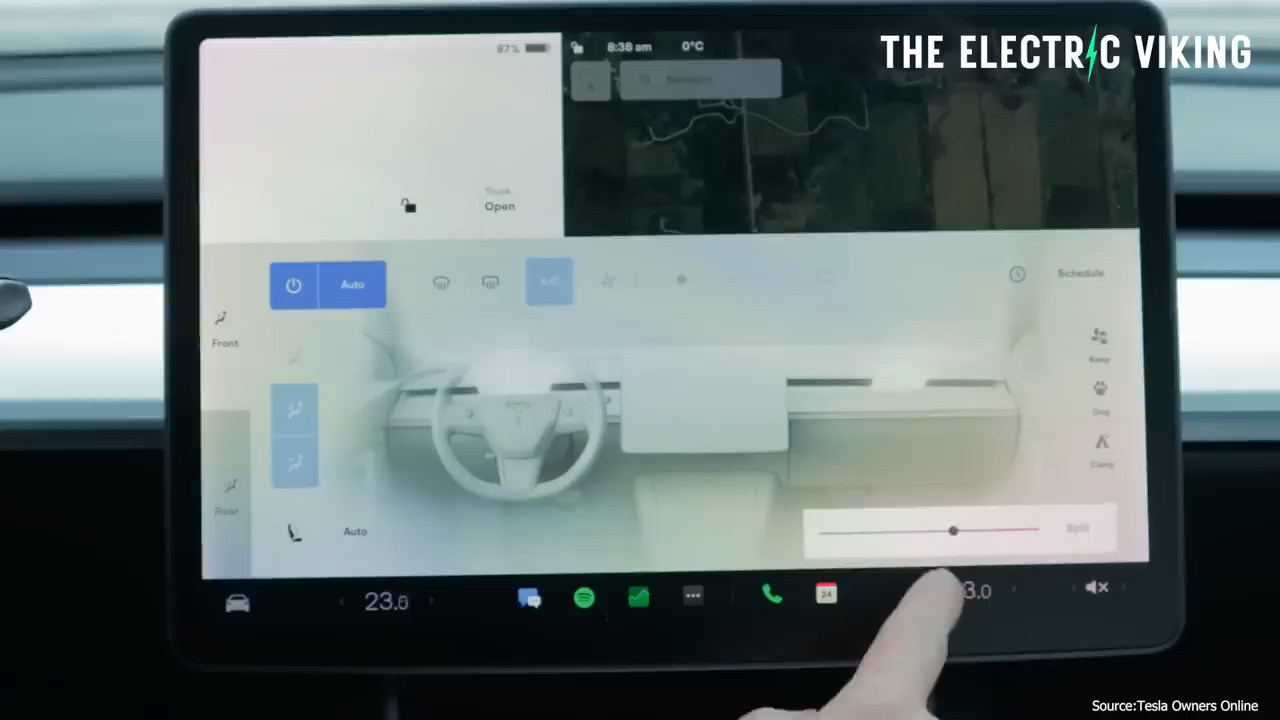 THE ELECTRIC VIKING
67%
8:38 am
0°C
Trunk
Open
Auto
A/C
Schedule
Front
Keep
Dog
Camp
Rear
Auto
Split
23.0
24
3.0
Source:Tesla Owners Online